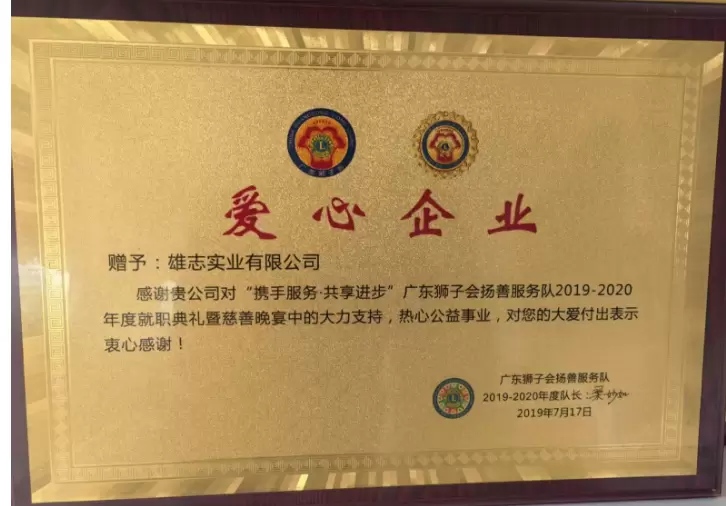 爱心企业
赠予：雄志实业有限公司
感谢贵公司对“携手服务·共享进步”广东狮子会扬善服务队2019-2020
年度就职典礼暨慈善晚宴中的大力支持，热心公益事业，对您的大爱付出表示
衷心感谢！
广东狮子会扬善服务队
2019-2020年度队长：
2019年7月17日